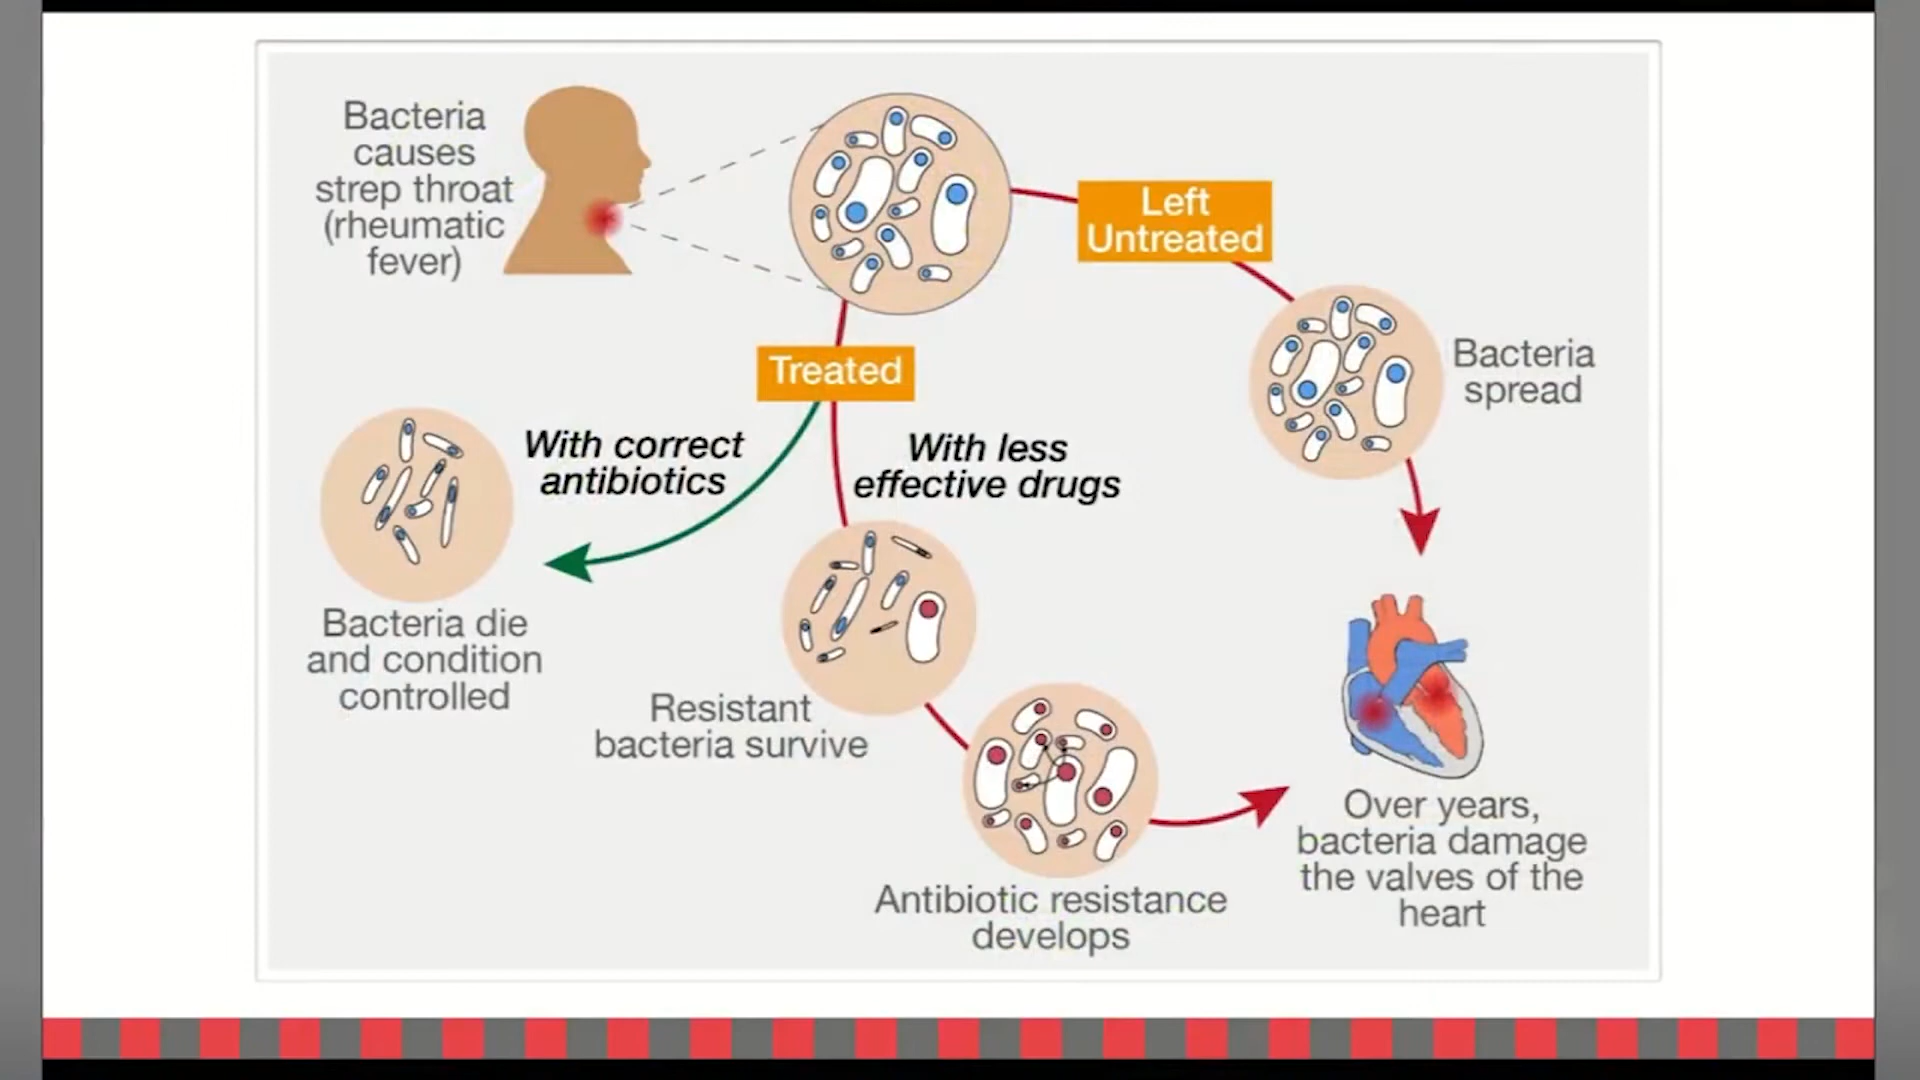 Bacteria
causes
strep throat
(rheumatic
fever)
Left
Untreated
Bacteria
spread
Treated
With correct
antibiotics
With less
effective drugs
Bacteria die
and condition
controlled
Resistant
bacteria survive
Antibiotic resistance
develops
Over years,
bacteria damage
the valves of the
heart